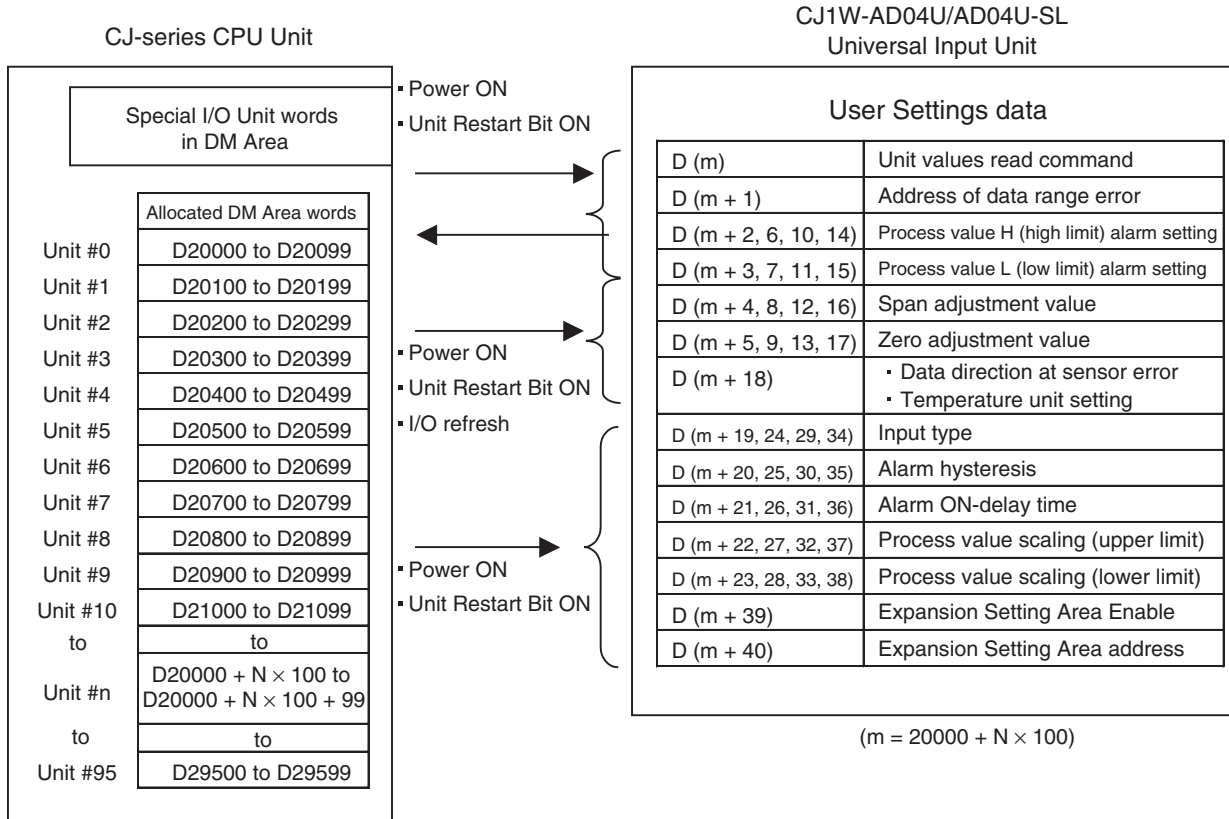 CJ-series CPU Unit
CJ1W-AD04U/AD04U-SL
Universal Input Unit
Special I/O Unit words
in DM Area
▪ Power ON
▪ Unit Restart Bit ON
Allocated DM Area words
Unit #0 D20000 to D20099
Unit #1 D20100 to D20199
Unit #2 D20200 to D20299
Unit #3 D20300 to D20399
Unit #4 D20400 to D20499
Unit #5 D20500 to D20599
Unit #6 D20600 to D20699
Unit #7 D20700 to D20799
Unit #8 D20800 to D20899
Unit #9 D20900 to D20999
Unit #10 D21000 to D21099
to to
Unit #n D20000 + N × 100 to
D20000 + N × 100 + 99
to to
Unit #95 D29500 to D29599
▪ Power ON
▪ Unit Restart Bit ON
▪ I/O refresh
▪ Power ON
▪ Unit Restart Bit ON
User Settings data
D (m) Unit values read command
D (m + 1) Address of data range error
D (m + 2, 6, 10, 14) Process value H (high limit) alarm setting
D (m + 3, 7, 11, 15) Process value L (low limit) alarm setting
D (m + 4, 8, 12, 16) Span adjustment value
D (m + 5, 9, 13, 17) Zero adjustment value
D (m + 18) ▪ Data direction at sensor error
▪ Temperature unit setting
D (m + 19, 24, 29, 34) Input type
D (m + 20, 25, 30, 35) Alarm hysteresis
D (m + 21, 26, 31, 36) Alarm ON-delay time
D (m + 22, 27, 32, 37) Process value scaling (upper limit)
D (m + 23, 28, 33, 38) Process value scaling (lower limit)
D (m + 39) Expansion Setting Area Enable
D (m + 40) Expansion Setting Area address
(m = 20000 + N × 100)